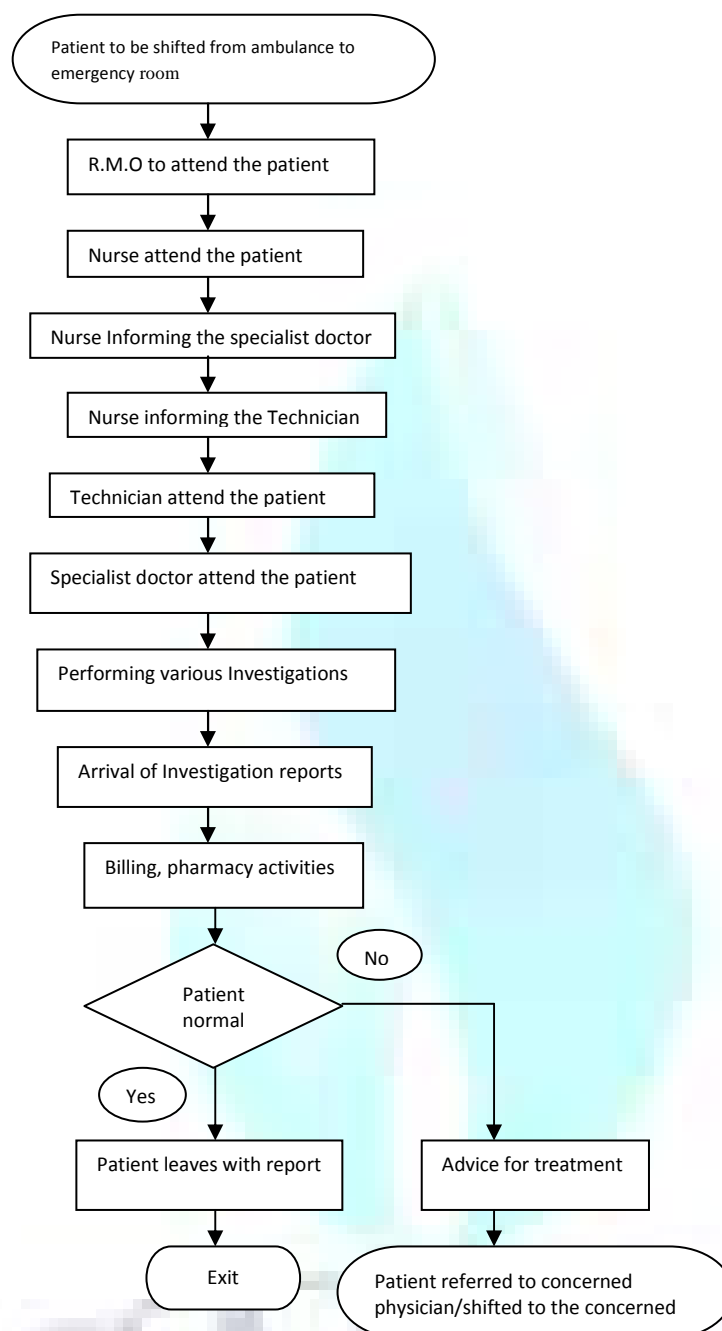 Patient to be shifted from ambulance to
emergency room
R.M.O to attend the patient
Nurse attend the patient
Nurse Informing the specialist doctor
Nurse informing the Technician
Technician attend the patient
Specialist doctor attend the patient
Performing various Investigations
Arrival of Investigation reports
Billing, pharmacy activities
No
Patient
normal
Yes
Patient leaves with report
Advice for treatment
Exit
Patient referred to concerned
physician/shifted to the concerned